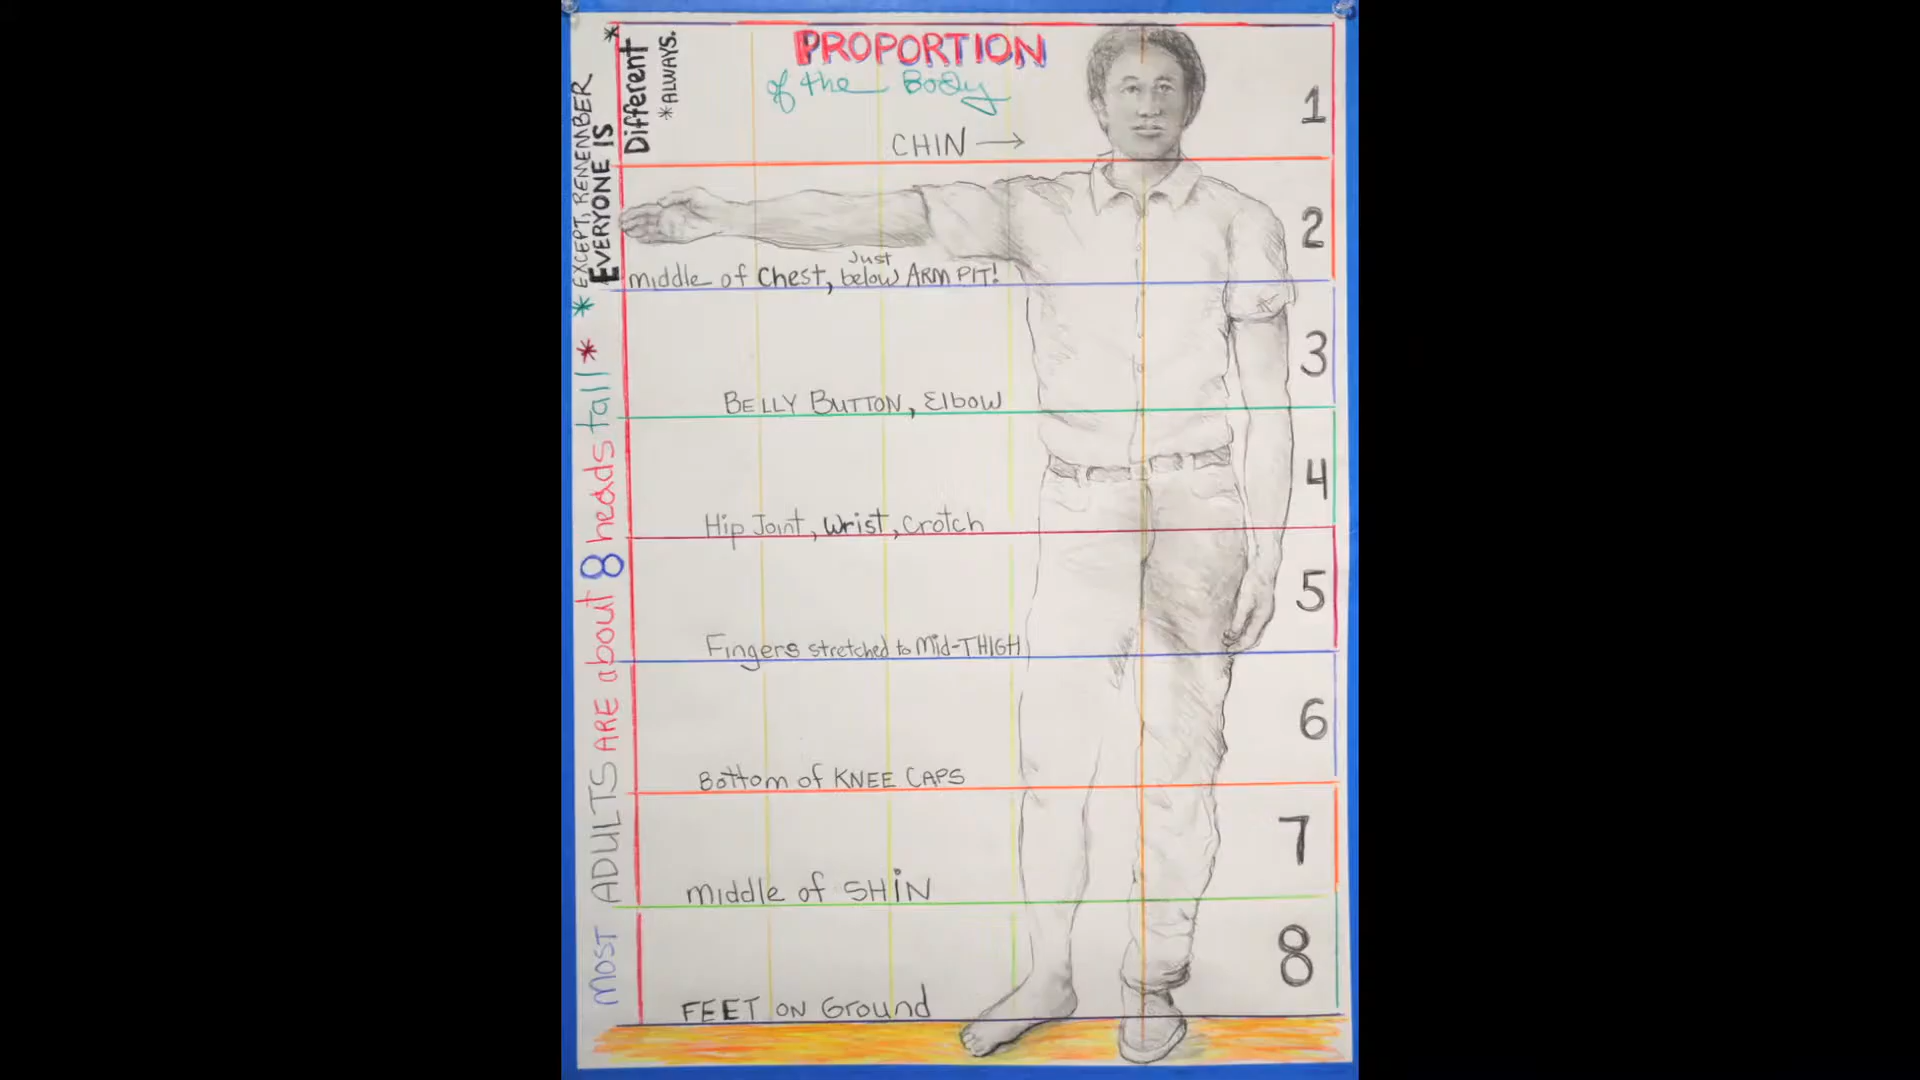 PROPORTION
of the Body
CHIN →
1
2
middle of Chest, just below ARM PIT!
3
BELLY BUTTON, Elbow
4
Hip Joint, Wrist, Crotch
5
Fingers stretched to Mid-THIGH
6
Bottom of KNEE CAPS
7
Middle of SHiN
8
FEET ON Ground
MOST ADULTS ARE about 8 heads tall *
* EXCEPT, REMEMBER
EVERYONE IS
Different *
*ALWAYS.